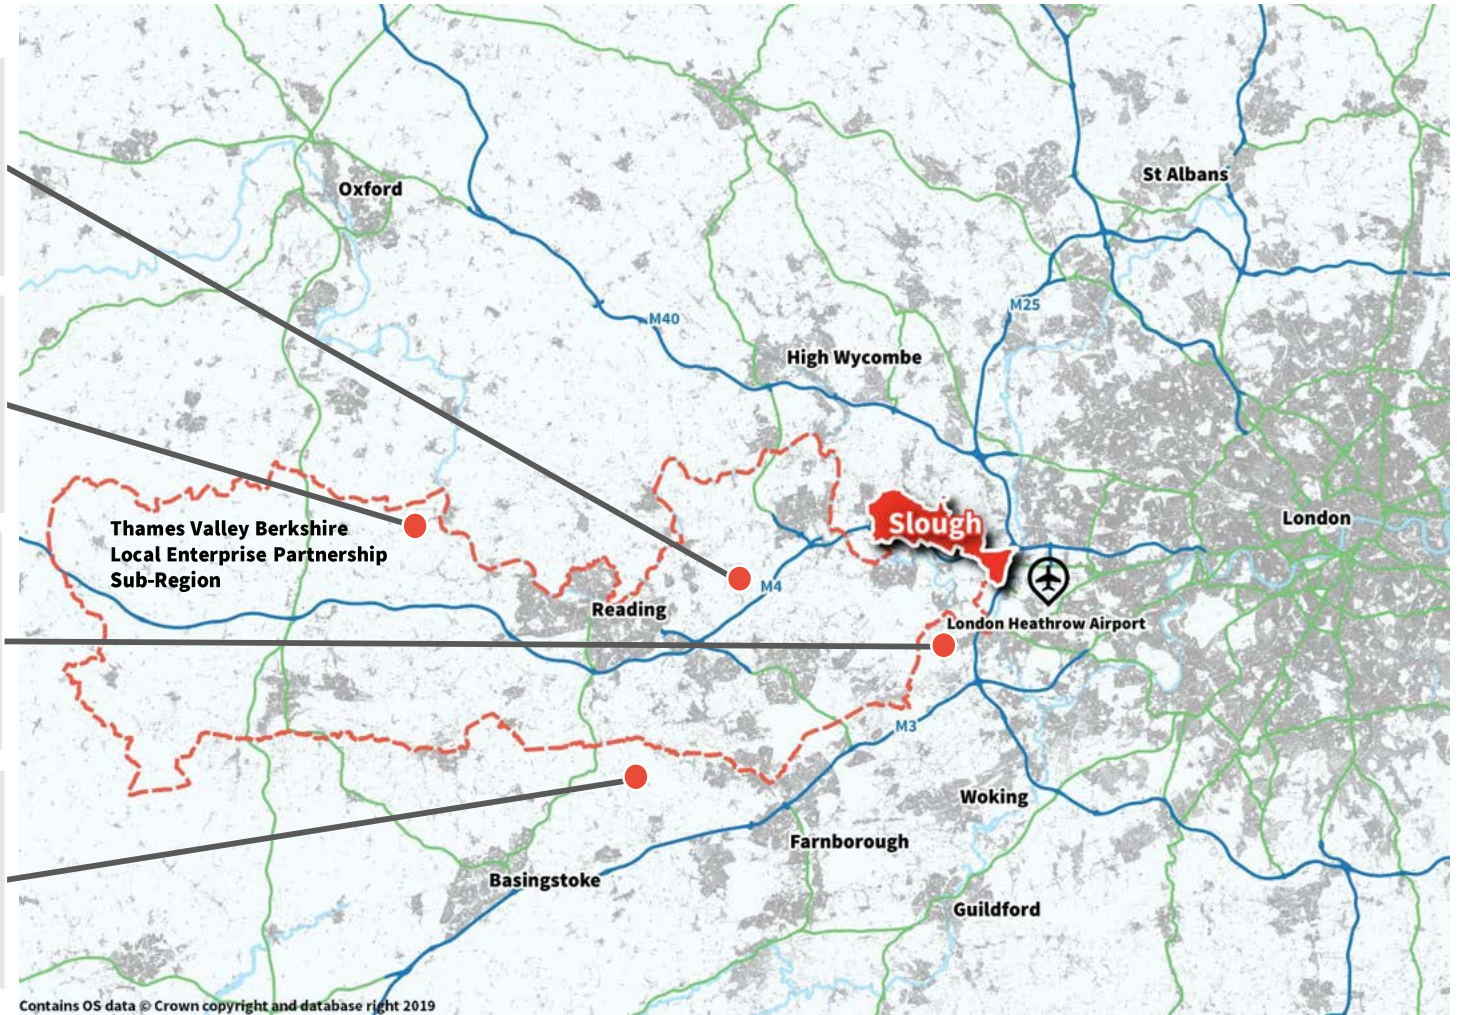 Oxford
St Albans
M40
M25
High Wycombe
Slough
London
Thames Valley Berkshire
Local Enterprise Partnership
Sub-Region
M4
Reading
London Heathrow Airport
M3
Woking
Farnborough
Basingstoke
Guildford
Contains OS data © Crown copyright and database right 2019